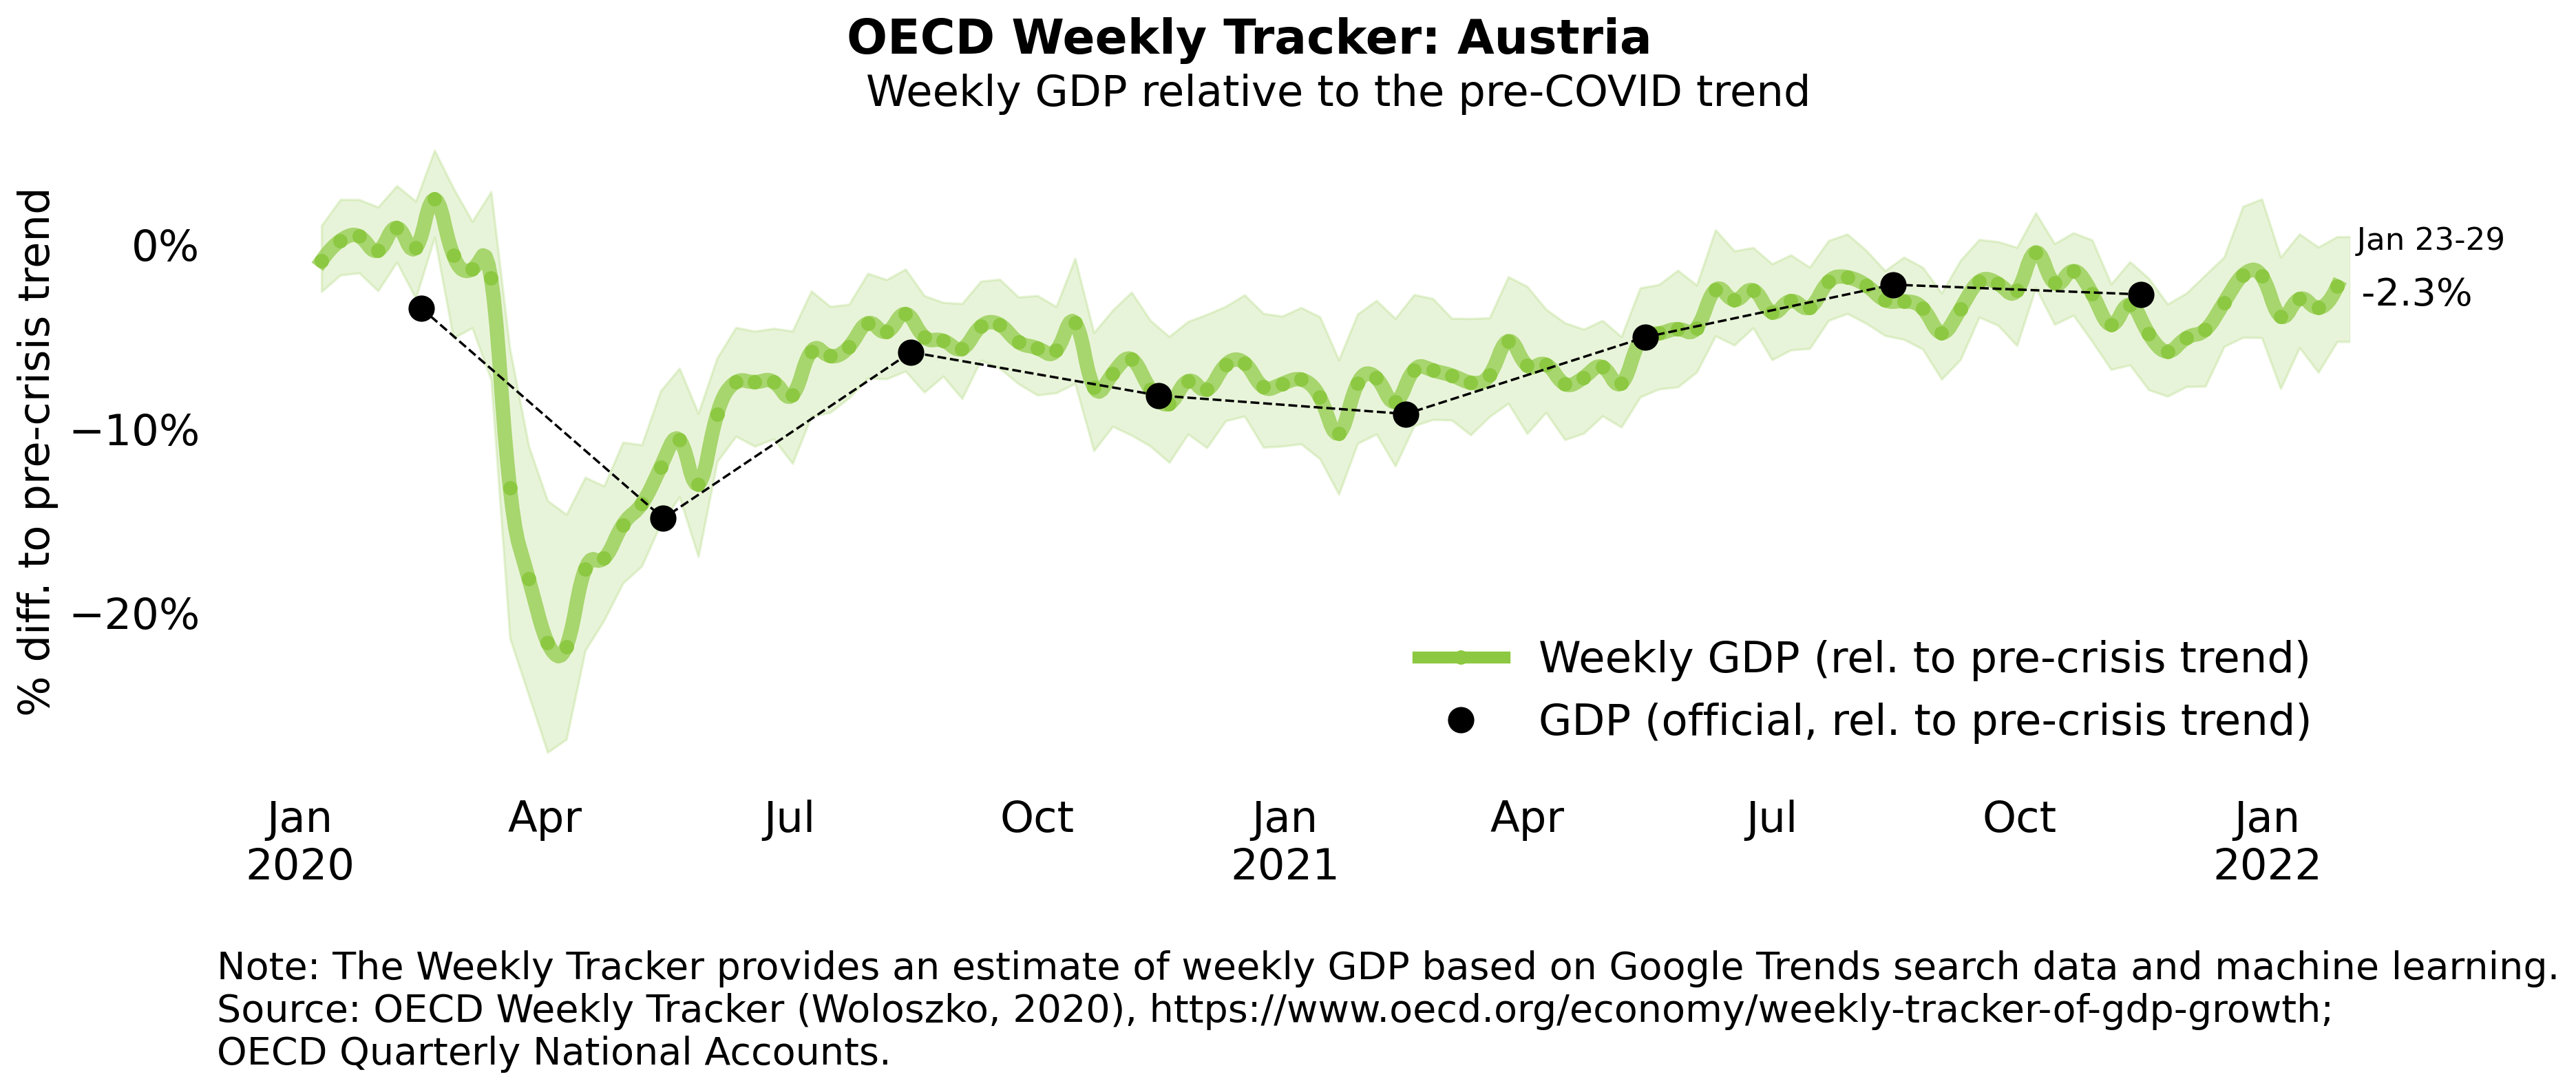 OECD Weekly Tracker: Austria
Weekly GDP relative to the pre-COVID trend
% diff. to pre-crisis trend
0%
−10%
−20%
Jan 23-29
-2.3%
Weekly GDP (rel. to pre-crisis trend)
GDP (official, rel. to pre-crisis trend)
Jan Apr Jul Oct Jan Apr Jul Oct Jan
2020 2021 2022
Note: The Weekly Tracker provides an estimate of weekly GDP based on Google Trends search data and machine learning.
Source: OECD Weekly Tracker (Woloszko, 2020), https://www.oecd.org/economy/weekly-tracker-of-gdp-growth;
OECD Quarterly National Accounts.